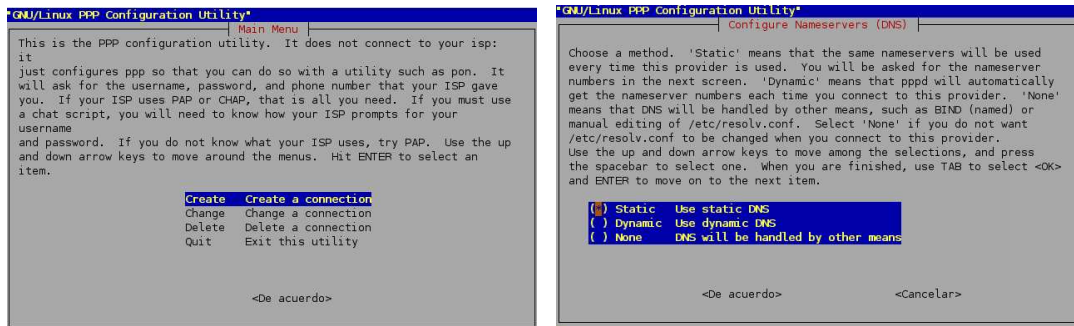 "GNU/Linux PPP Configuration Utility"
Main Menu
This is the PPP configuration utility.  It does not connect to your isp:
it
just configures ppp so that you can do so with a utility such as pon.  It
will ask for the username, password, and phone number that your ISP gave
you.  If your ISP uses PAP or CHAP, that is all you need.  If you must use
a chat script, you will need to know how your ISP prompts for your
username
and password.  If you do not know what your ISP uses, try PAP.  Use the up
and down arrow keys to move around the menus.  Hit ENTER to select an
item.
Create Create a connection
Change Change a connection
Delete Delete a connection
Quit Exit this utility
<De acuerdo>
"GNU/Linux PPP Configuration Utility"
Configure Nameservers (DNS)
Choose a method.  'Static' means that the same nameservers will be used
every time this provider is used.  You will be asked for the nameserver
numbers in the next screen.  'Dynamic' means that pppd will automatically
get the nameserver numbers each time you connect to this provider.  'None'
means that DNS will be handled by other means, such as BIND (named) or
manual editing of /etc/resolv.conf.  Select 'None' if you do not want
/etc/resolv.conf to be changed when you connect to this provider.
Use the up and down arrow keys to move among the selections, and press
the spacebar to select one.  When you are finished, use TAB to select <OK>
and ENTER to move on to the next item.
(*) Static Use static DNS
( ) Dynamic Use dynamic DNS
( ) None DNS will be handled by other means
<De acuerdo> <Cancelar>